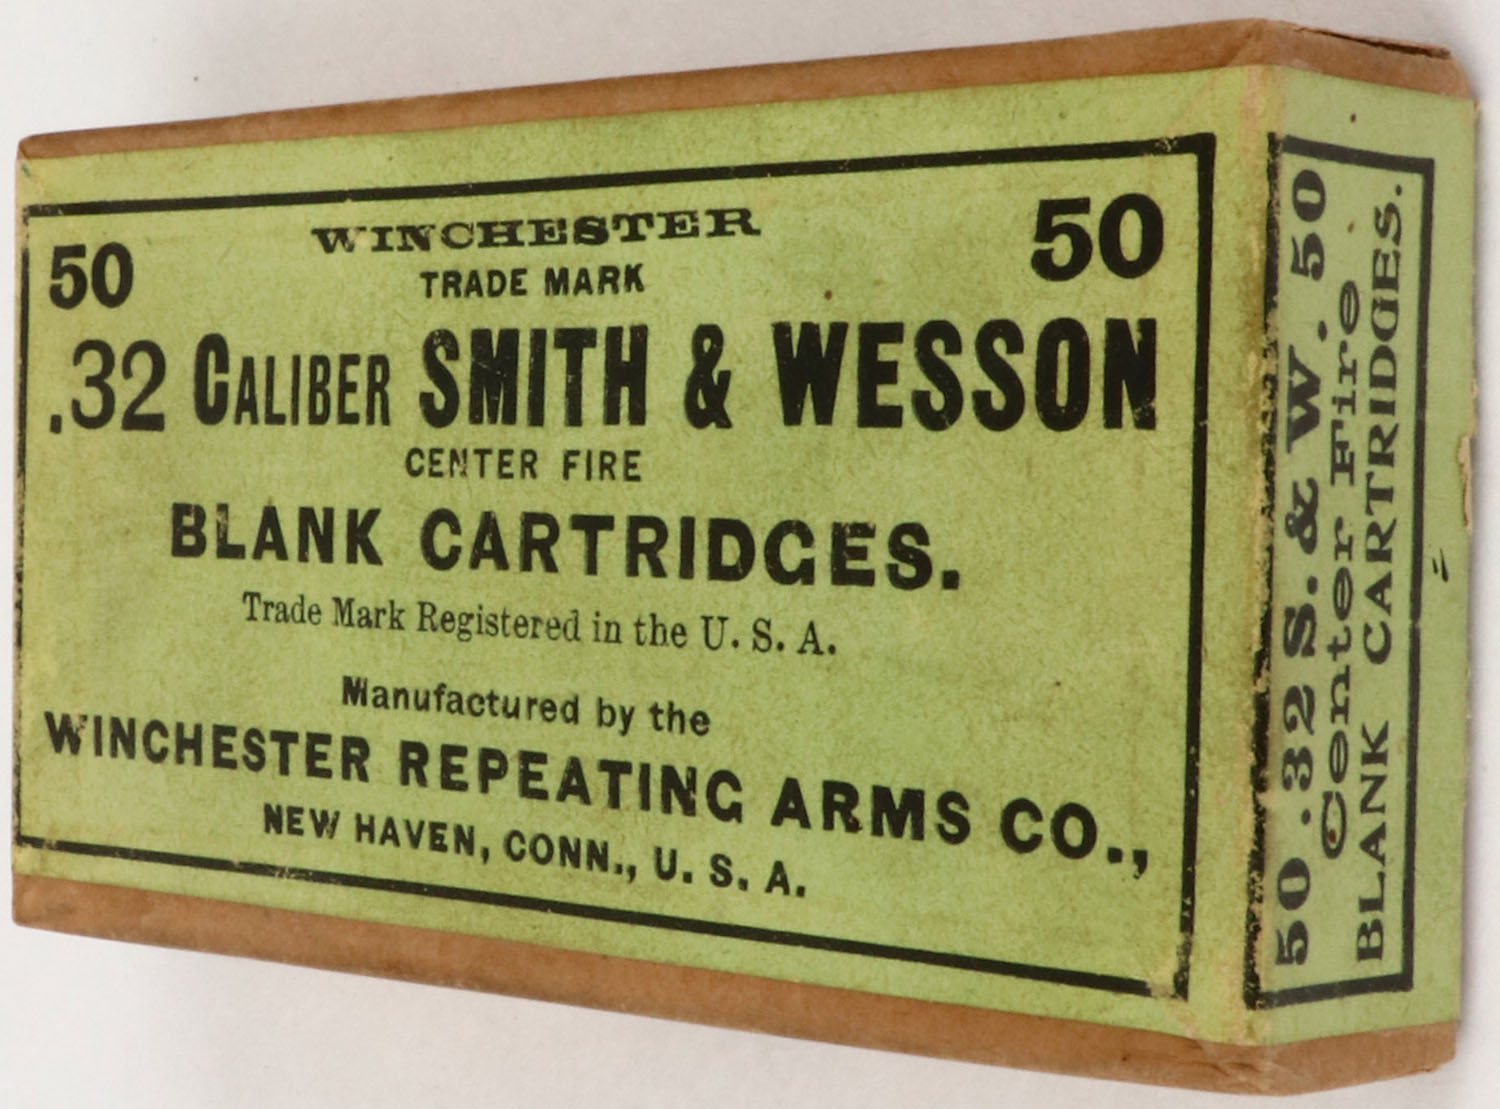 WINCHESTER
50 50
TRADE MARK
.32 CALIBER SMITH & WESSON
CENTER FIRE
BLANK CARTRIDGES.
Trade Mark Registered in the U. S. A.
Manufactured by the
WINCHESTER REPEATING ARMS CO.,
NEW HAVEN, CONN., U. S. A.
50 .32 S. & W. 50
Center Fire
BLANK CARTRIDGES.